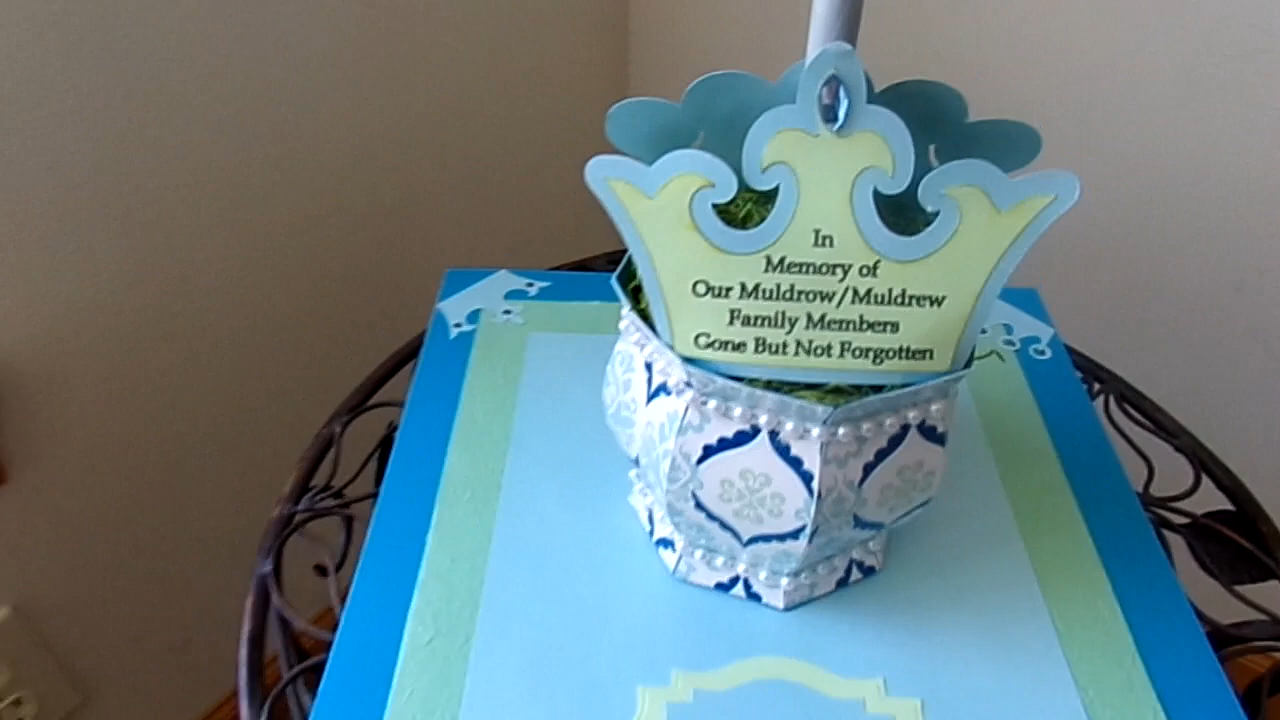 In
Memory of
Our Muldrow/Muldrew
Family Members
Gone But Not Forgotten